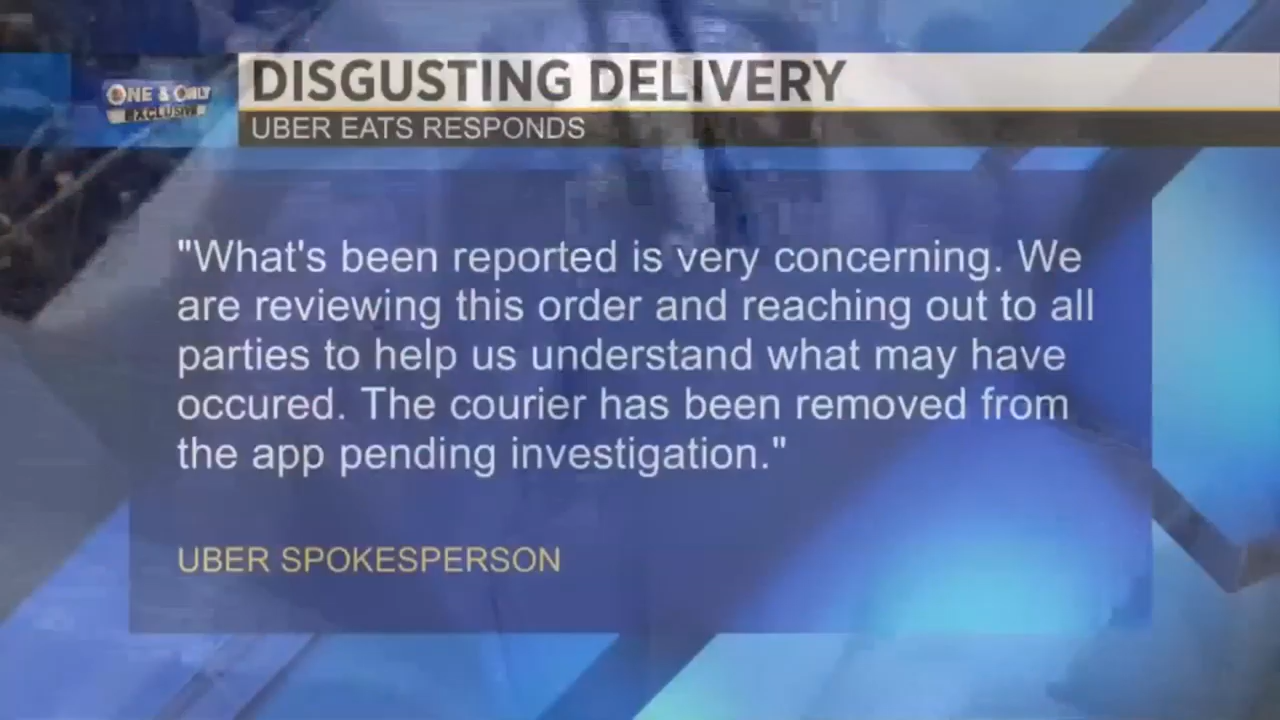 ONE & ONLY
EXCLUSIVE
DISGUSTING DELIVERY
UBER EATS RESPONDS
"What's been reported is very concerning. We
are reviewing this order and reaching out to all
parties to help us understand what may have
occured. The courier has been removed from
the app pending investigation."
UBER SPOKESPERSON